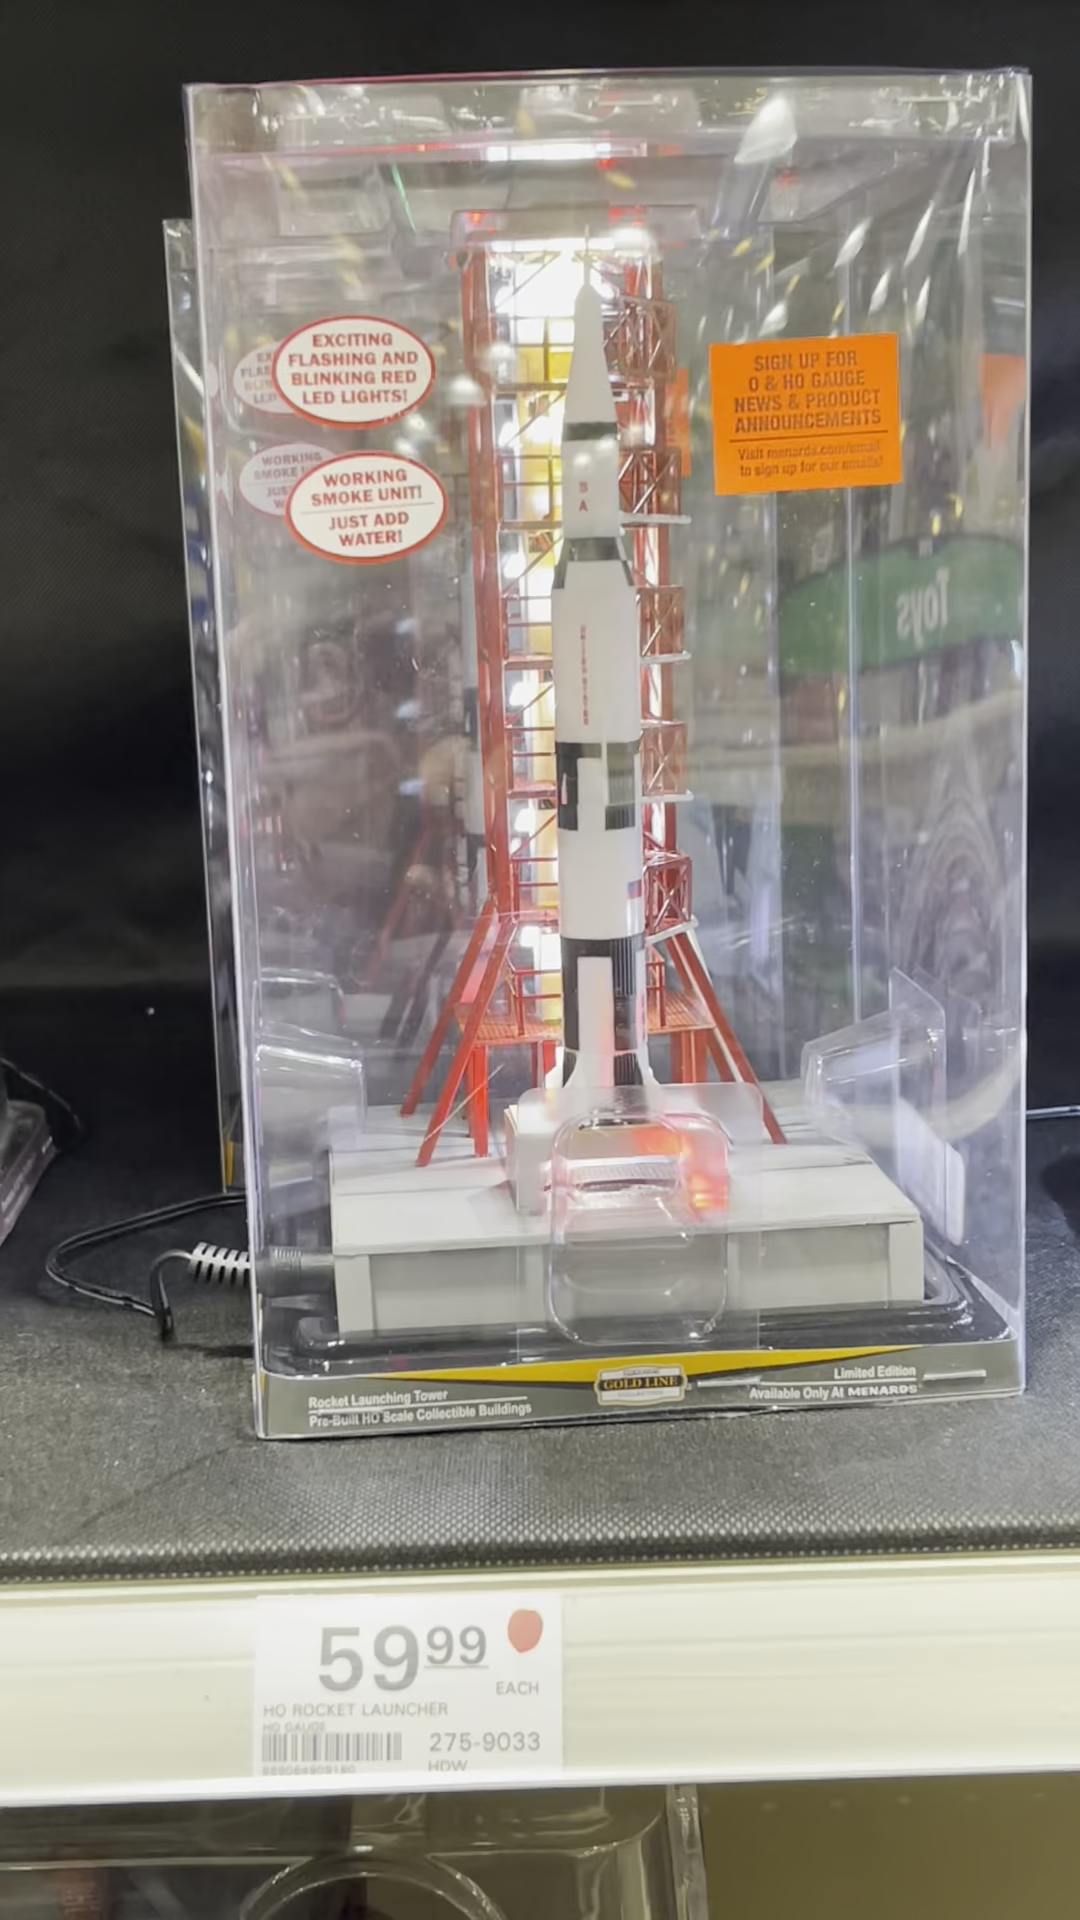 EXCITING
FLASHING AND
BLINKING RED
LED LIGHTS!
WORKING
SMOKE UNIT!
JUST ADD
WATER!
SIGN UP FOR
O & HO GAUGE
NEWS & PRODUCT
ANNOUNCEMENTS
Visit menards.com/email
to sign up for our emails!
Toys
UNITED STATES
GOLD LINE
Rocket Launching Tower
Pre-Built HO Scale Collectible Buildings
Limited Edition
Available Only At MENARDS
59 99
EACH
HO ROCKET LAUNCHER
HO GAUGE
275-9033
HDW